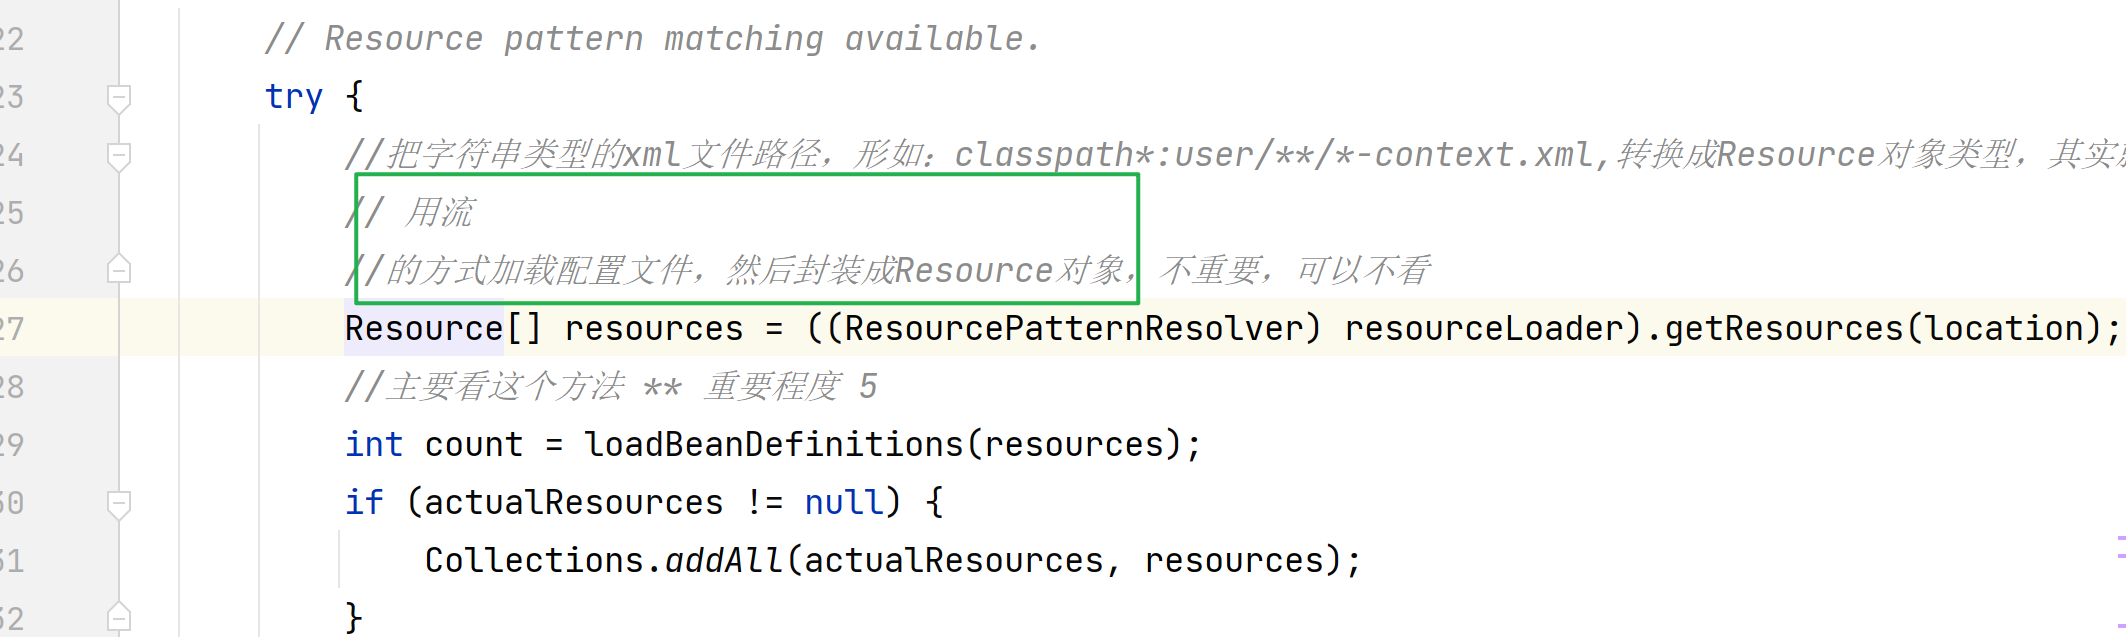 22 // Resource pattern matching available.
23 try {
24 //把字符串类型的xml文件路径，形如：classpath*:user/**/*-context.xml,转换成Resource对象类型，其实
25 // 用流
26 //的方式加载配置文件，然后封装成Resource对象，不重要，可以不看
27 Resource[] resources = ((ResourcePatternResolver) resourceLoader).getResources(location);
28 //主要看这个方法 ** 重要程度 5
29 int count = loadBeanDefinitions(resources);
30 if (actualResources != null) {
31 Collections.addAll(actualResources, resources);
32 }